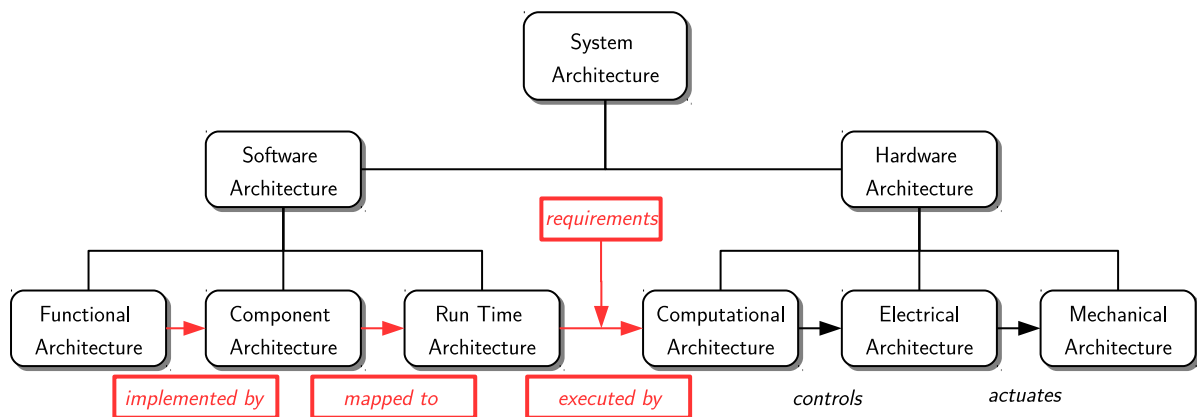 System
Architecture
Software
Architecture
Hardware
Architecture
requirements
Functional
Architecture
Component
Architecture
Run Time
Architecture
Computational
Architecture
Electrical
Architecture
Mechanical
Architecture
implemented by
mapped to
executed by
controls
actuates